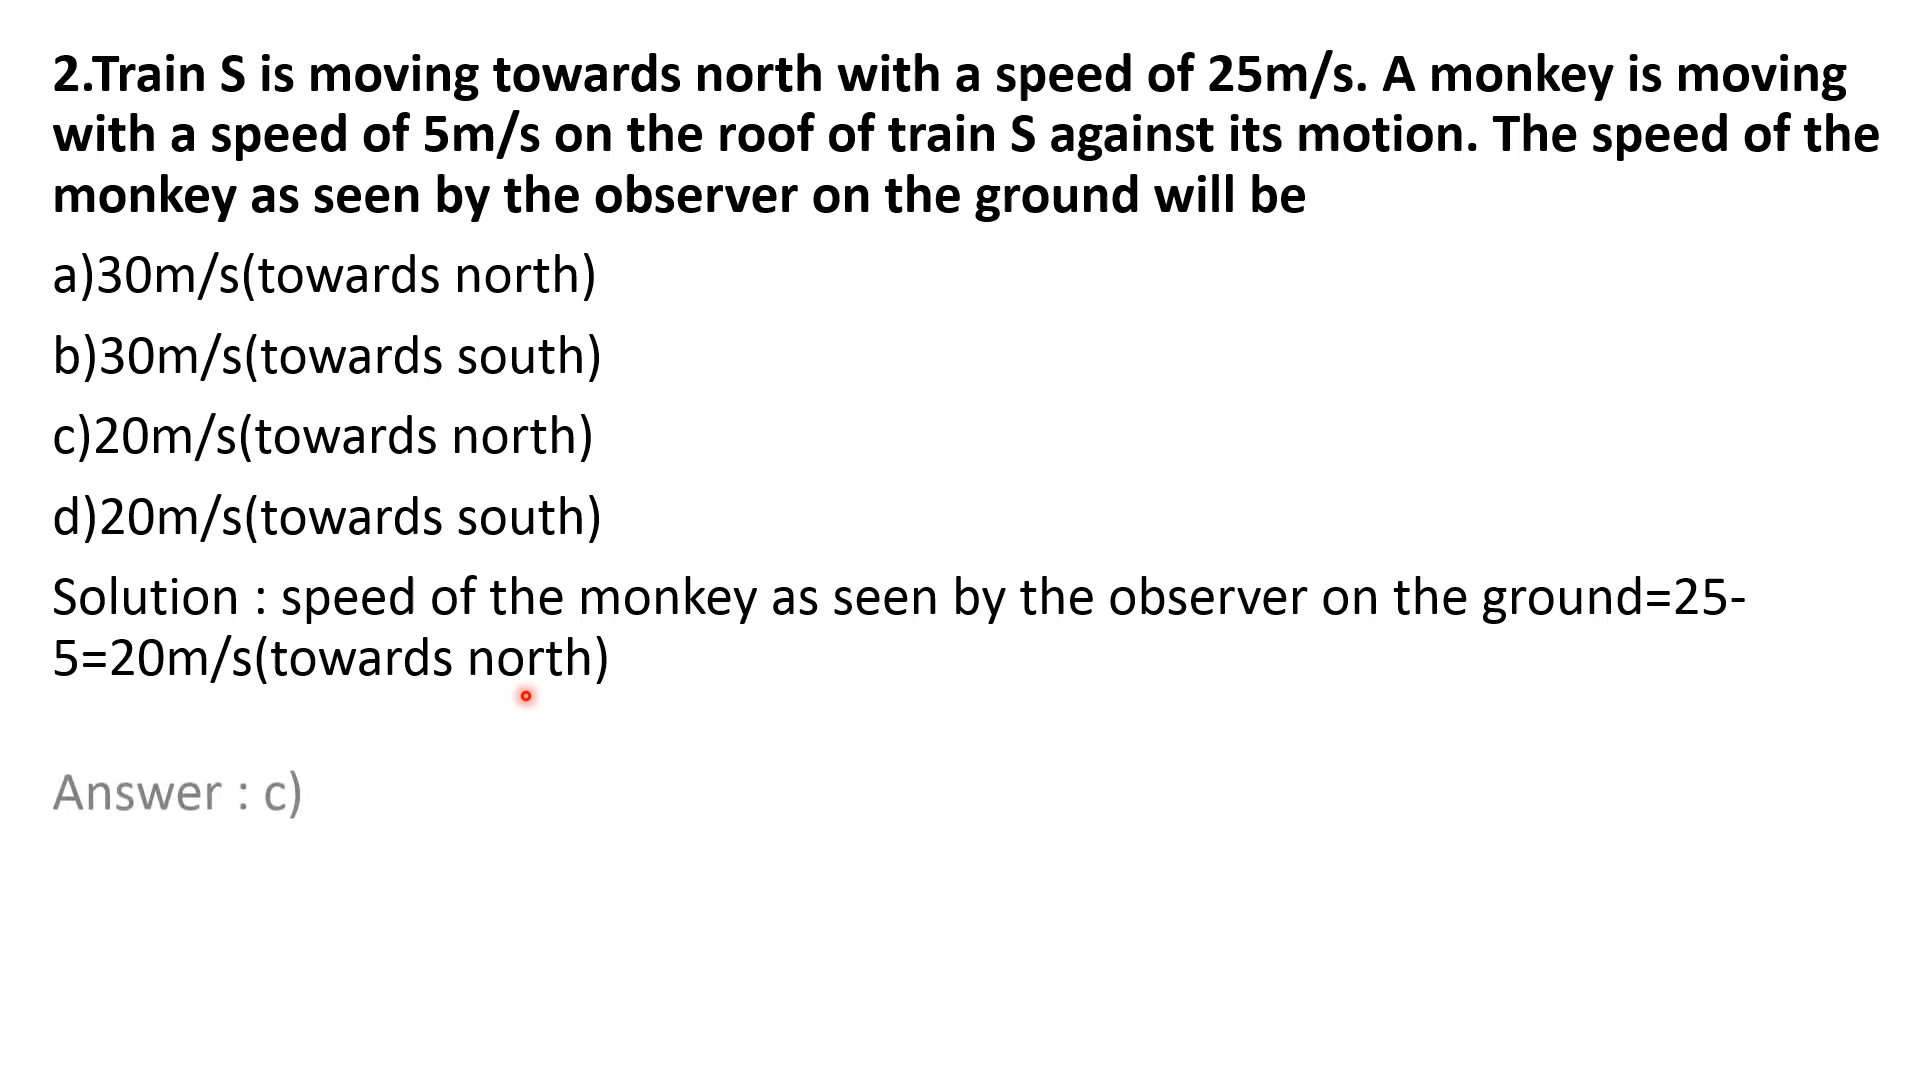 2.Train S is moving towards north with a speed of 25m/s. A monkey is moving
with a speed of 5m/s on the roof of train S against its motion. The speed of the
monkey as seen by the observer on the ground will be
a)30m/s(towards north)
b)30m/s(towards south)
c)20m/s(towards north)
d)20m/s(towards south)
Solution : speed of the monkey as seen by the observer on the ground=25-
5=20m/s(towards north)
Answer : c)